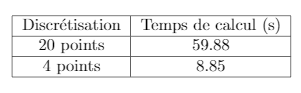 Discrétisation Temps de calcul (s)
20 points 59.88
4 points 8.85